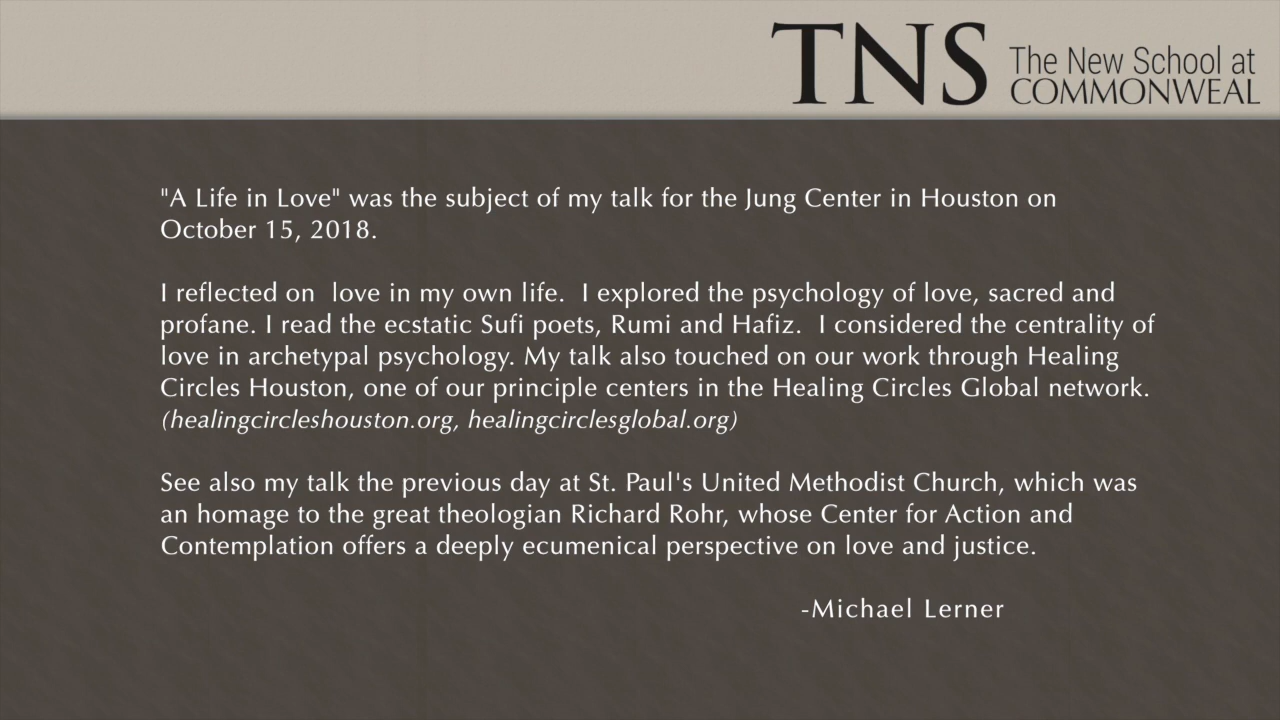 TNS The New School at
COMMONWEAL
"A Life in Love" was the subject of my talk for the Jung Center in Houston on
October 15, 2018.
I reflected on  love in my own life.  I explored the psychology of love, sacred and
profane. I read the ecstatic Sufi poets, Rumi and Hafiz.  I considered the centrality of
love in archetypal psychology. My talk also touched on our work through Healing
Circles Houston, one of our principle centers in the Healing Circles Global network.
(healingcircleshouston.org, healingcirclesglobal.org)
See also my talk the previous day at St. Paul's United Methodist Church, which was
an homage to the great theologian Richard Rohr, whose Center for Action and
Contemplation offers a deeply ecumenical perspective on love and justice.
-Michael Lerner